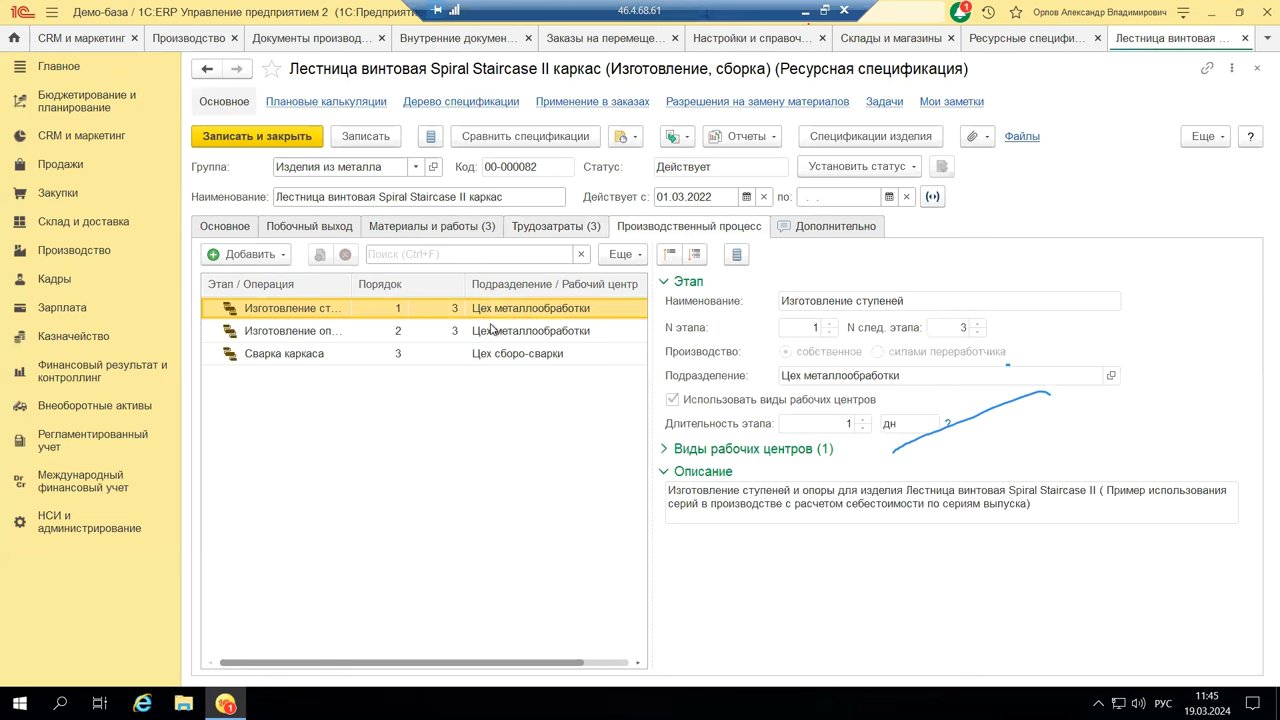 46.4.68.61
Демо-база / 1С:ERP Управление предприятием 2 (1С:Предприятие
1
Орлов Александр Владимирович
CRM и маркетинг
Производство
Документы производ...
Внутренние докумен...
Заказы на перемеще...
Настройки и справоч...
Склады и магазины
Ресурсные специфи...
Лестница винтовая ...
Главное
Бюджетирование и
планирование
CRM и маркетинг
Продажи
Закупки
Склад и доставка
Производство
Кадры
Зарплата
Казначейство
Финансовый результат и
контроллинг
Внеоборотные активы
Регламентированный
учет
Dr
Cr
Международный
финансовый учет
НСИ и
администрирование
Лестница винтовая Spiral Staircase II каркас (Изготовление, сборка) (Ресурсная спецификация)
Основное
Плановые калькуляции
Дерево спецификации
Применение в заказах
Разрешения на замену материалов
Задачи
Мои заметки
Записать и закрыть
Записать
Сравнить спецификации
Отчеты
Спецификации изделия
Файлы
Еще
?
Группа: Изделия из металла
Код: 00-000082
Статус: Действует
Установить статус
Наименование: Лестница винтовая Spiral Staircase II каркас
Действует с: 01.03.2022
по: . .
Основное
Побочный выход
Материалы и работы (3)
Трудозатраты (3)
Производственный процесс
Дополнительно
Добавить
Поиск (Ctrl+F)
Еще
Этап / Операция Порядок Подразделение / Рабочий центр
Изготовление ст... 1 3 Цех металлообработки
Изготовление оп... 2 3 Цех металлообработки
Сварка каркаса 3 Цех сборо-сварки
Этап
Наименование: Изготовление ступеней
N этапа: 1 N след. этапа: 3
Производство: собственное силами переработчика
Подразделение: Цех металлообработки
Использовать виды рабочих центров
Длительность этапа: 1 дн ?
Виды рабочих центров (1)
Описание
Изготовление ступеней и опоры для изделия Лестница винтовая Spiral Staircase II ( Пример использования
серий в производстве с расчетом себестоимости по сериям выпуска)
1
РУС
11:45
19.03.2024